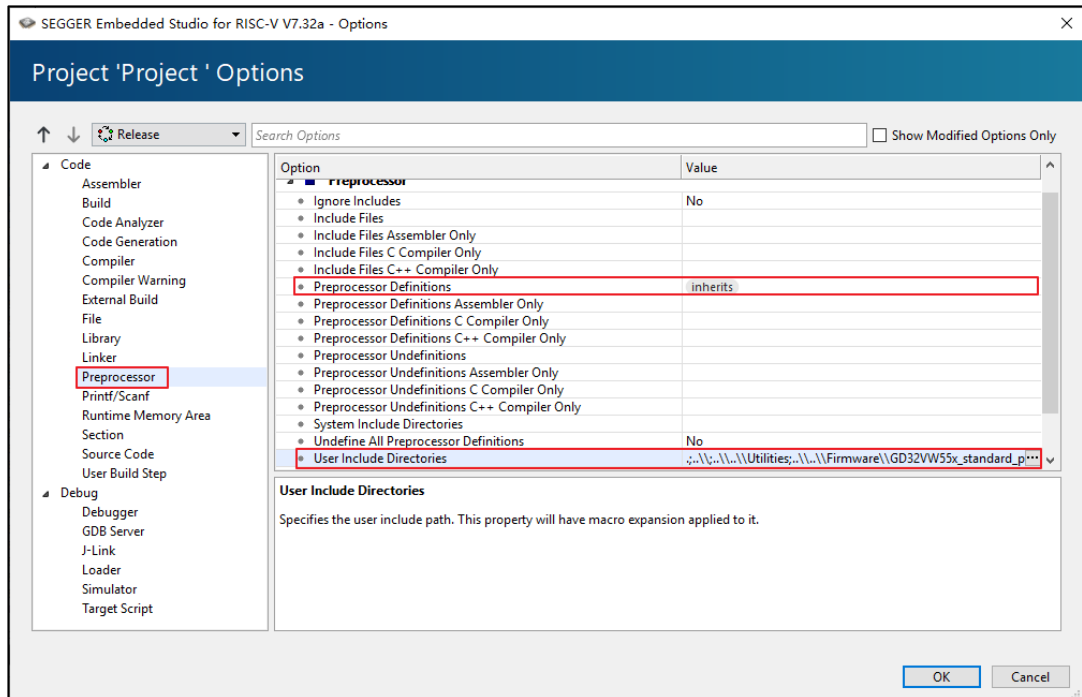 SEGGER Embedded Studio for RISC-V V7.32a - Options
Project 'Project ' Options
Release
Search Options
Show Modified Options Only
Code
Assembler
Build
Code Analyzer
Code Generation
Compiler
Compiler Warning
External Build
File
Library
Linker
Preprocessor
Printf/Scanf
Runtime Memory Area
Section
Source Code
User Build Step
Debug
Debugger
GDB Server
J-Link
Loader
Simulator
Target Script
Option Value
Preprocessor
Ignore Includes No
Include Files
Include Files Assembler Only
Include Files C Compiler Only
Include Files C++ Compiler Only
Preprocessor Definitions inherits
Preprocessor Definitions Assembler Only
Preprocessor Definitions C Compiler Only
Preprocessor Definitions C++ Compiler Only
Preprocessor Undefinitions
Preprocessor Undefinitions Assembler Only
Preprocessor Undefinitions C Compiler Only
Preprocessor Undefinitions C++ Compiler Only
System Include Directories
Undefine All Preprocessor Definitions No
User Include Directories .;..\\;..\\..\\Utilities;..\\..\\Firmware\\GD32VW55x_standard_p...
User Include Directories
Specifies the user include path. This property will have macro expansion applied to it.
OK Cancel